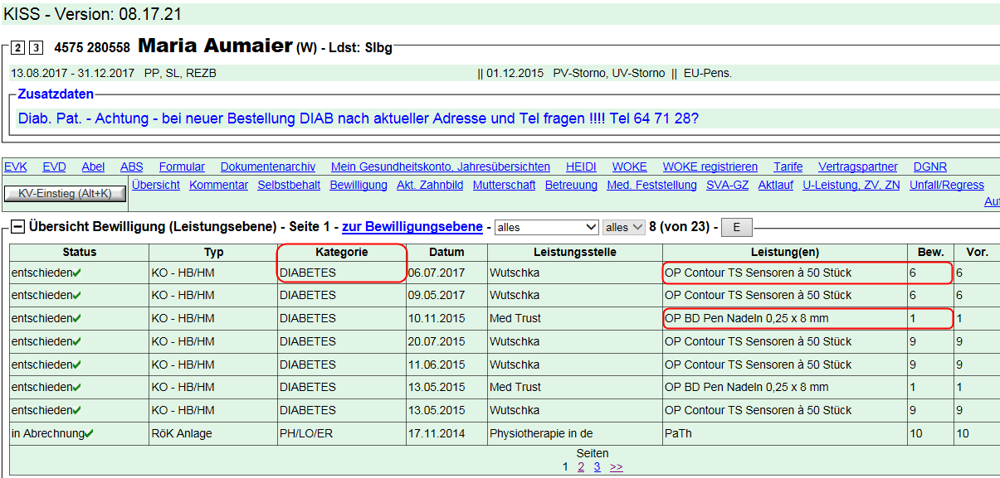 KISS - Version: 08.17.21
2 3 4575 280558 Maria Aumaier (W) - Ldst: Slbg
13.08.2017 - 31.12.2017 PP, SL, REZB || 01.12.2015 PV-Storno, UV-Storno || EU-Pens.
Zusatzdaten
Diab. Pat. - Achtung - bei neuer Bestellung DIAB nach aktueller Adresse und Tel fragen !!!! Tel 64 71 28?
EVK EVD Abel ABS Formular Dokumentenarchiv Mein Gesundheitskonto, Jahresübersichten HEIDI WOKE WOKE registrieren Tarife Vertragspartner DGNR
KV-Einstieg (Alt+K) Übersicht Kommentar Selbstbehalt Bewilligung Akt. Zahnbild Mutterschaft Betreuung Med. Feststellung SVA-GZ Aktlauf U-Leistung, ZV, ZN Unfall/Regress
Au
Übersicht Bewilligung (Leistungsebene) - Seite 1 - zur Bewilligungsebene - alles alles 8 (von 23) - E
Status Typ Kategorie Datum Leistungsstelle Leistung(en) Bew. Vor.
entschieden KO - HB/HM DIABETES 06.07.2017 Wutschka OP Contour TS Sensoren à 50 Stück 6 6
entschieden KO - HB/HM DIABETES 09.05.2017 Wutschka OP Contour TS Sensoren à 50 Stück 6 6
entschieden KO - HB/HM DIABETES 10.11.2015 Med Trust OP BD Pen Nadeln 0,25 x 8 mm 1 1
entschieden KO - HB/HM DIABETES 20.07.2015 Wutschka OP Contour TS Sensoren à 50 Stück 9 9
entschieden KO - HB/HM DIABETES 11.06.2015 Wutschka OP Contour TS Sensoren à 50 Stück 9 9
entschieden KO - HB/HM DIABETES 13.05.2015 Med Trust OP BD Pen Nadeln 0,25 x 8 mm 1 1
entschieden KO - HB/HM DIABETES 13.05.2015 Wutschka OP Contour TS Sensoren à 50 Stück 9 9
in Abrechnung RöK Anlage PH/LO/ER 17.11.2014 Physiotherapie in de PaTh 10 10
Seiten
1 2 3 >>